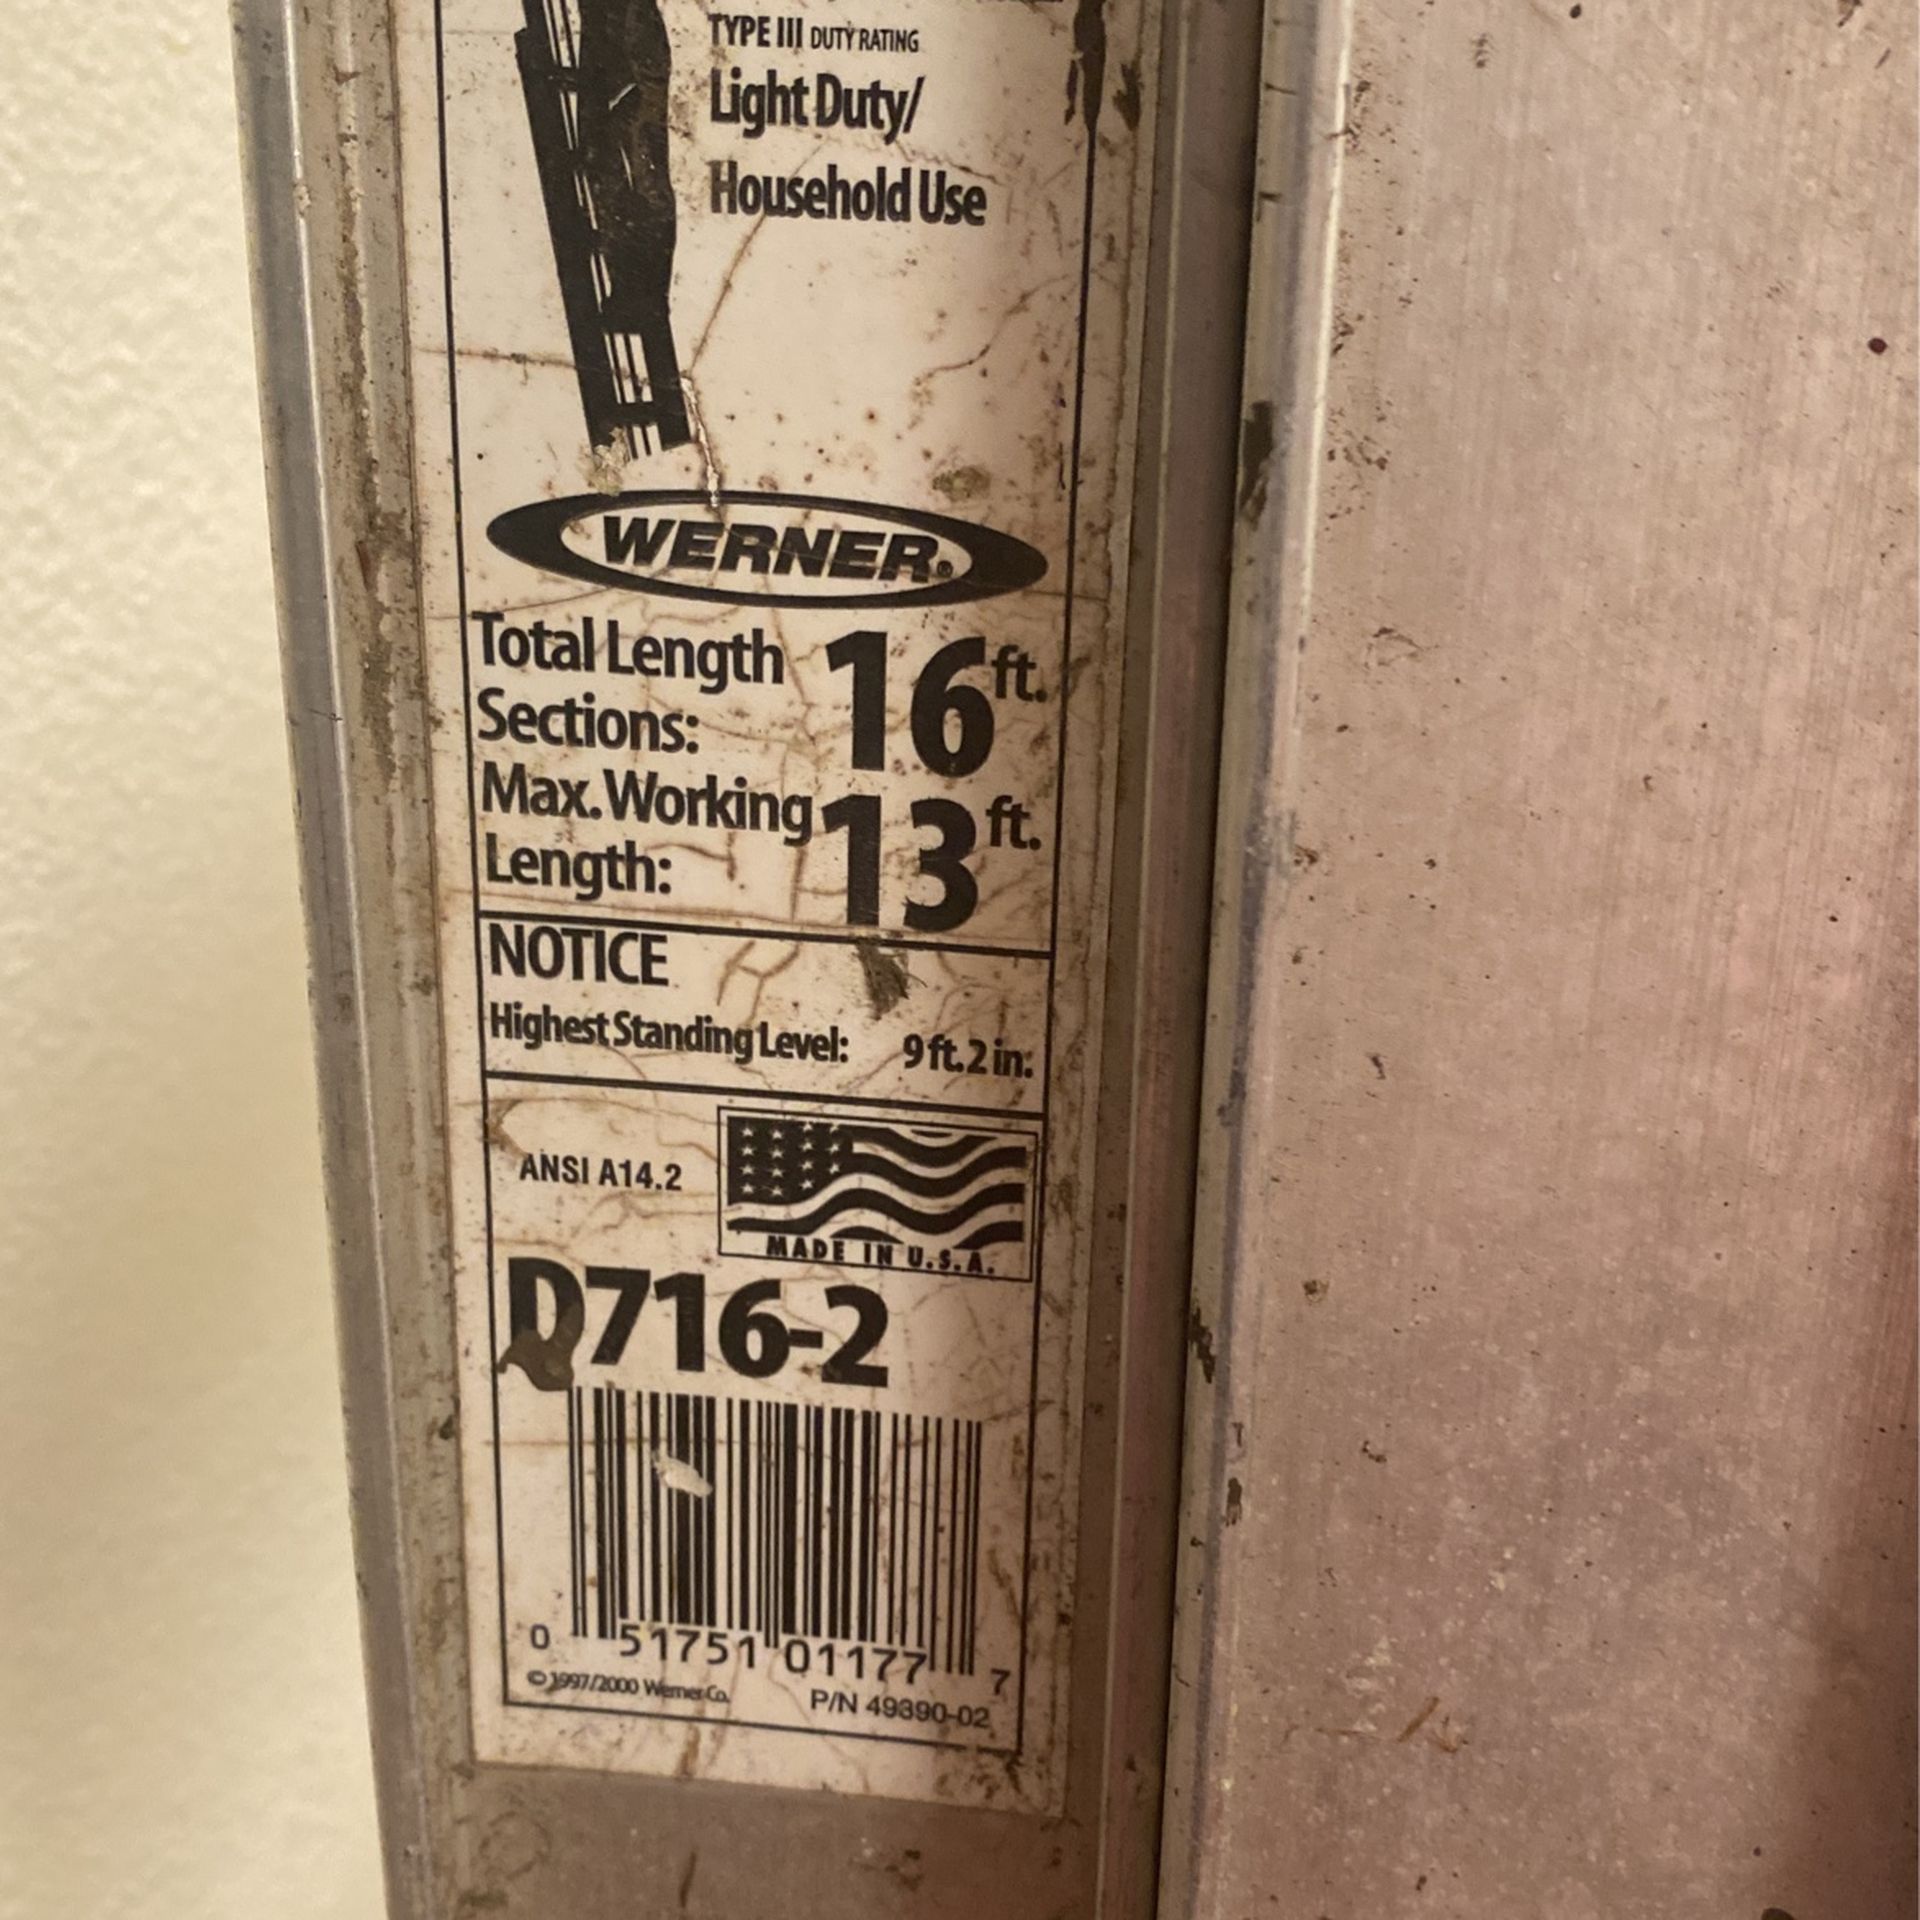 TYPE III DUTY RATING
Light Duty/
Household Use
WERNER®
Total Length 16 ft.
Sections:
Max. Working 13 ft.
Length:
NOTICE
Highest Standing Level: 9 ft. 2 in.
ANSI A14.2
MADE IN U.S.A.
D716-2
0 51751 01177 7
©1997/2000 Werner Co. P/N 49390-02